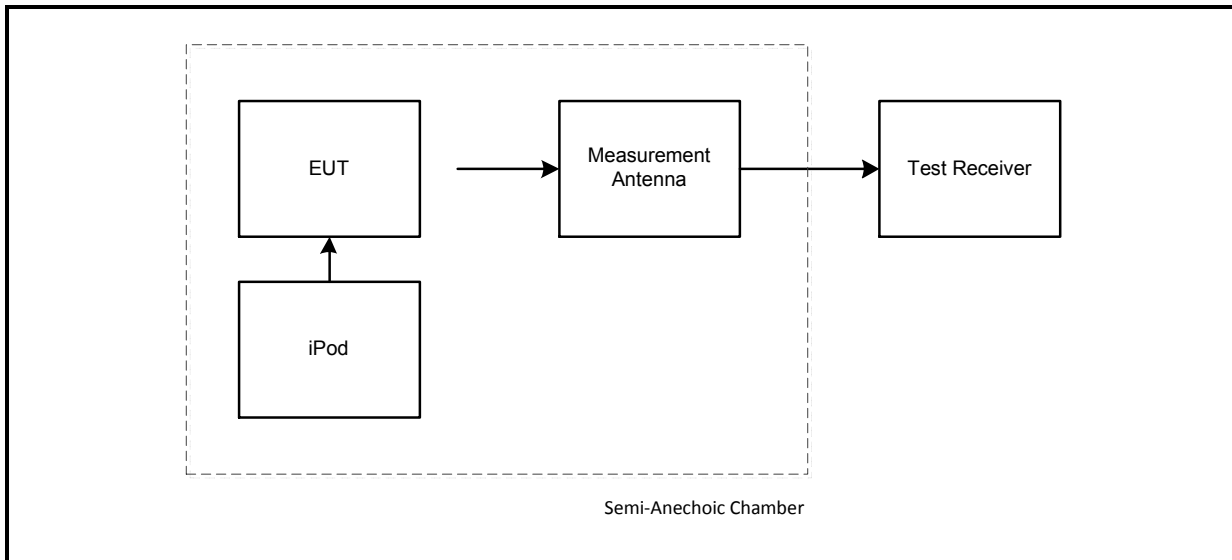 EUT
Measurement
Antenna
Test Receiver
iPod
Semi-Anechoic Chamber